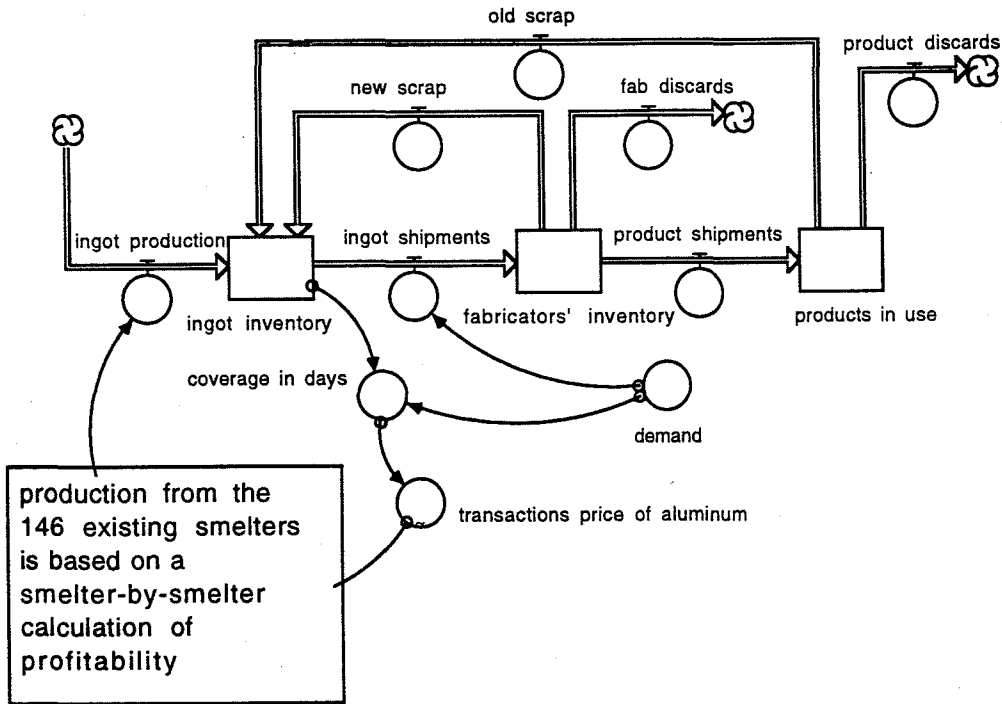 old scrap
product discards
new scrap
fab discards
ingot production
ingot shipments
product shipments
ingot inventory
fabricators' inventory
products in use
coverage in days
demand
transactions price of aluminum
production from the
146 existing smelters
is based on a
smelter-by-smelter
calculation of
profitability